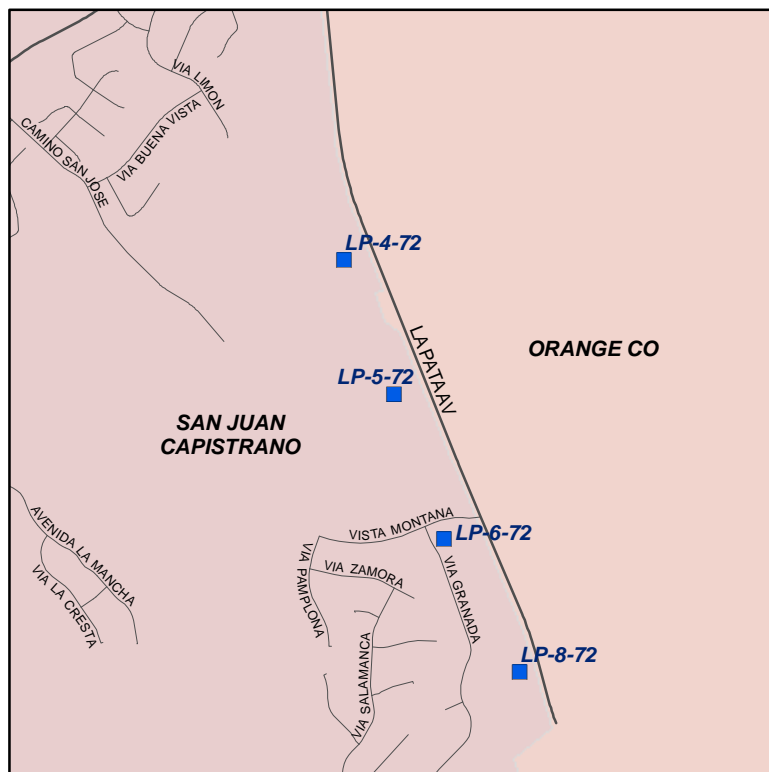 VIA LIMON
CAMINO SAN JOSE
VIA BUENA VISTA
LP-4-72
LA PATA AV
ORANGE CO
LP-5-72
SAN JUAN
CAPISTRANO
AVENIDA LA MANCHA
VIA LA CRESTA
VISTA MONTANA
LP-6-72
VIA PAMPLONA
VIA ZAMORA
VIA GRANADA
VIA SALAMANCA
LP-8-72